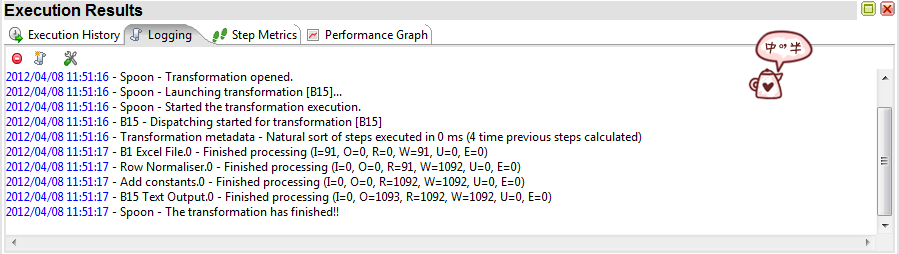 Execution Results
Execution History Logging Step Metrics Performance Graph
中 半
2012/04/08 11:51:16 - Spoon - Transformation opened.
2012/04/08 11:51:16 - Spoon - Launching transformation [B15]...
2012/04/08 11:51:16 - Spoon - Started the transformation execution.
2012/04/08 11:51:16 - B15 - Dispatching started for transformation [B15]
2012/04/08 11:51:16 - Transformation metadata - Natural sort of steps executed in 0 ms (4 time previous steps calculated)
2012/04/08 11:51:17 - B1 Excel File.0 - Finished processing (I=91, O=0, R=0, W=91, U=0, E=0)
2012/04/08 11:51:17 - Row Normaliser.0 - Finished processing (I=0, O=0, R=91, W=1092, U=0, E=0)
2012/04/08 11:51:17 - Add constants.0 - Finished processing (I=0, O=0, R=1092, W=1092, U=0, E=0)
2012/04/08 11:51:17 - B15 Text Output.0 - Finished processing (I=0, O=1093, R=1092, W=1092, U=0, E=0)
2012/04/08 11:51:17 - Spoon - The transformation has finished!!